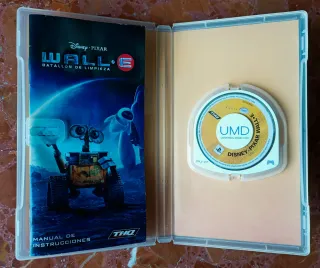 Disney · PIXAR
WALL·E
BATALLÓN DE LIMPIEZA
MANUAL DE
INSTRUCCIONES
THQ
UMD
DISNEY·PIXAR WALL·E